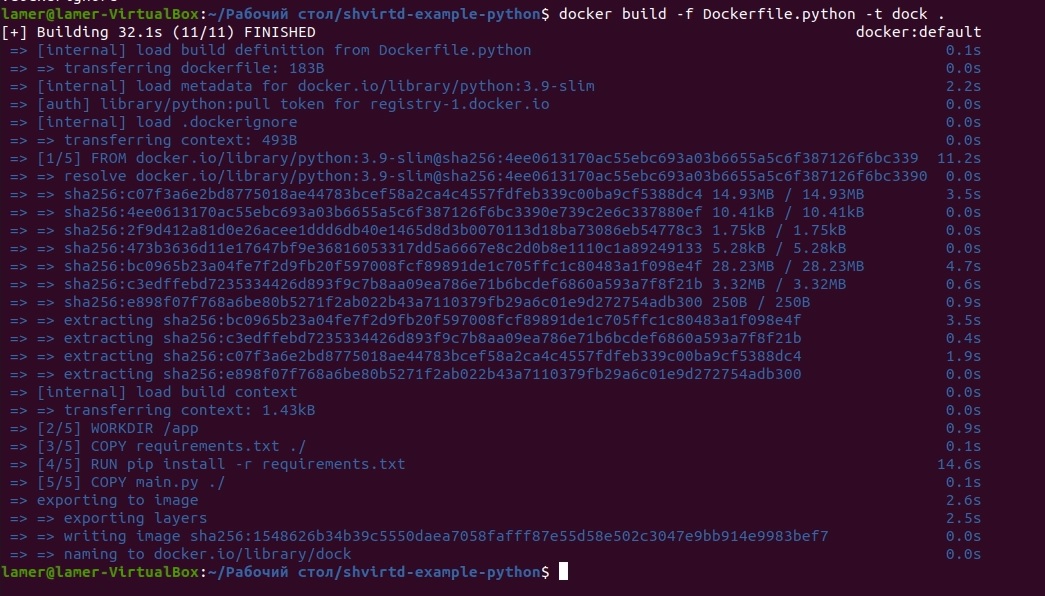 lamer@lamer-VirtualBox:~/Рабочий стол/shvirtd-example-python$ docker build -f Dockerfile.python -t dock .
[+] Building 32.1s (11/11) FINISHED docker:default
=> [internal] load build definition from Dockerfile.python 0.1s
=> => transferring dockerfile: 183B 0.0s
=> [internal] load metadata for docker.io/library/python:3.9-slim 2.2s
=> [auth] library/python:pull token for registry-1.docker.io 0.0s
=> [internal] load .dockerignore 0.0s
=> => transferring context: 493B 0.0s
=> [1/5] FROM docker.io/library/python:3.9-slim@sha256:4ee0613170ac55ebc693a03b6655a5c6f387126f6bc339 11.2s
=> => resolve docker.io/library/python:3.9-slim@sha256:4ee0613170ac55ebc693a03b6655a5c6f387126f6bc3390 0.0s
=> => sha256:c07f3a6e2bd8775018ae44783bcef58a2ca4c4557fdfeb339c00ba9cf5388dc4 14.93MB / 14.93MB 3.5s
=> => sha256:4ee0613170ac55ebc693a03b6655a5c6f387126f6bc3390e739c2e6c337880ef 10.41kB / 10.41kB 0.0s
=> => sha256:2f9d412a81d0e26acee1ddd6db40e1465d8d3b0070113d18ba73086eb54778c3 1.75kB / 1.75kB 0.0s
=> => sha256:473b3636d11e17647bf9e36816053317dd5a6667e8c2d0b8e1110c1a89249133 5.28kB / 5.28kB 0.0s
=> => sha256:bc0965b23a04fe7f2d9fb20f597008fcf89891de1c705ffc1c80483a1f098e4f 28.23MB / 28.23MB 4.7s
=> => sha256:c3edffebd7235334426d893f9c7b8aa09ea786e71b6bcdef6860a593a7f8f21b 3.32MB / 3.32MB 0.6s
=> => sha256:e898f07f768a6be80b5271f2ab022b43a7110379fb29a6c01e9d272754adb300 250B / 250B 0.9s
=> => extracting sha256:bc0965b23a04fe7f2d9fb20f597008fcf89891de1c705ffc1c80483a1f098e4f 3.5s
=> => extracting sha256:c3edffebd7235334426d893f9c7b8aa09ea786e71b6bcdef6860a593a7f8f21b 0.4s
=> => extracting sha256:c07f3a6e2bd8775018ae44783bcef58a2ca4c4557fdfeb339c00ba9cf5388dc4 1.9s
=> => extracting sha256:e898f07f768a6be80b5271f2ab022b43a7110379fb29a6c01e9d272754adb300 0.0s
=> [internal] load build context 0.0s
=> => transferring context: 1.43kB 0.0s
=> [2/5] WORKDIR /app 0.9s
=> [3/5] COPY requirements.txt ./ 0.1s
=> [4/5] RUN pip install -r requirements.txt 14.6s
=> [5/5] COPY main.py ./ 0.1s
=> exporting to image 2.6s
=> => exporting layers 2.5s
=> => writing image sha256:1548626b34b39c5550daea7058fafff87e55d58e502c3047e9bb914e9983bef7 0.0s
=> => naming to docker.io/library/dock 0.0s
lamer@lamer-VirtualBox:~/Рабочий стол/shvirtd-example-python$